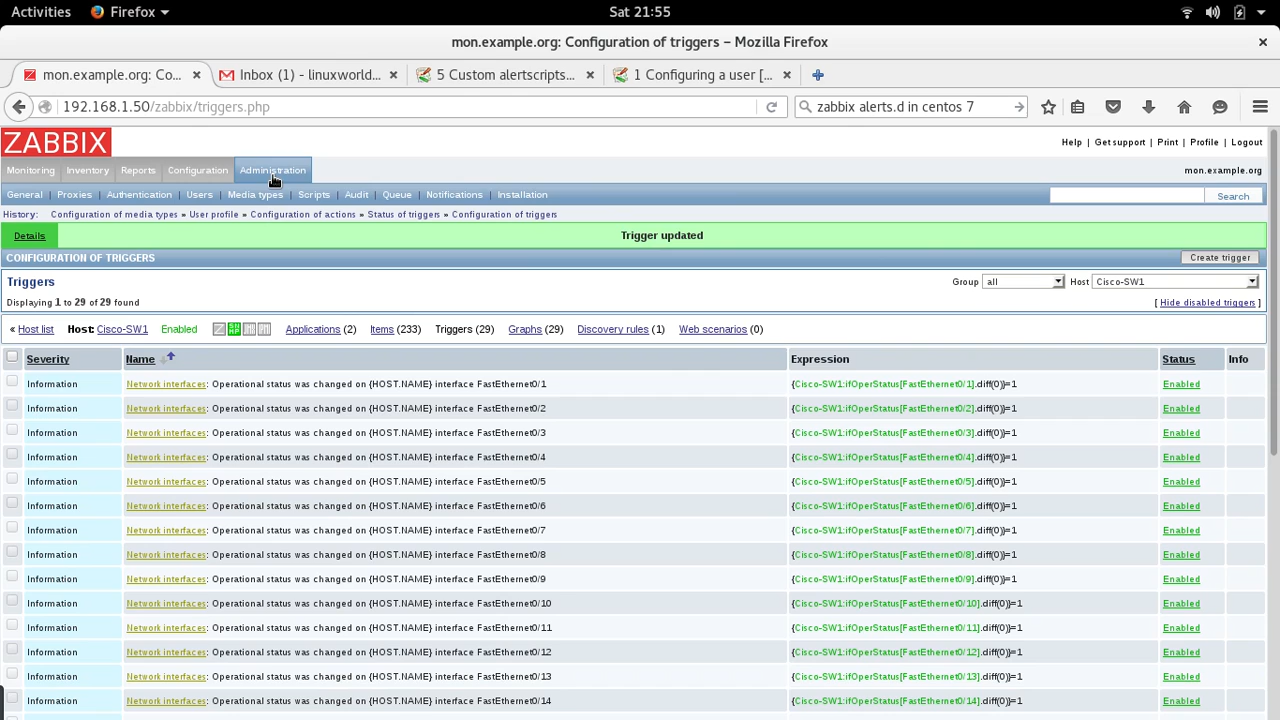 Activities Firefox Sat 21:55
mon.example.org: Configuration of triggers – Mozilla Firefox
mon.example.org: Co... Inbox (1) - linuxworld... 5 Custom alertscripts... 1 Configuring a user [...
192.168.1.50/zabbix/triggers.php zabbix alerts.d in centos 7
ZABBIX Help | Get support | Print | Profile | Logout
Monitoring Inventory Reports Configuration Administration mon.example.org
General | Proxies | Authentication | Users | Media types | Scripts | Audit | Queue | Notifications | Installation Search
History: Configuration of media types » User profile » Configuration of actions » Status of triggers » Configuration of triggers
Details Trigger updated
CONFIGURATION OF TRIGGERS Create trigger
Triggers Group all Host Cisco-SW1
Displaying 1 to 29 of 29 found [ Hide disabled triggers ]
« Host list Host: Cisco-SW1 Enabled Applications (2) Items (233) Triggers (29) Graphs (29) Discovery rules (1) Web scenarios (0)
Severity Name Expression Status Info
Information Network interfaces: Operational status was changed on {HOST.NAME} interface FastEthernet0/1 {Cisco-SW1:ifOperStatus[FastEthernet0/1].diff(0)}=1 Enabled
Information Network interfaces: Operational status was changed on {HOST.NAME} interface FastEthernet0/2 {Cisco-SW1:ifOperStatus[FastEthernet0/2].diff(0)}=1 Enabled
Information Network interfaces: Operational status was changed on {HOST.NAME} interface FastEthernet0/3 {Cisco-SW1:ifOperStatus[FastEthernet0/3].diff(0)}=1 Enabled
Information Network interfaces: Operational status was changed on {HOST.NAME} interface FastEthernet0/4 {Cisco-SW1:ifOperStatus[FastEthernet0/4].diff(0)}=1 Enabled
Information Network interfaces: Operational status was changed on {HOST.NAME} interface FastEthernet0/5 {Cisco-SW1:ifOperStatus[FastEthernet0/5].diff(0)}=1 Enabled
Information Network interfaces: Operational status was changed on {HOST.NAME} interface FastEthernet0/6 {Cisco-SW1:ifOperStatus[FastEthernet0/6].diff(0)}=1 Enabled
Information Network interfaces: Operational status was changed on {HOST.NAME} interface FastEthernet0/7 {Cisco-SW1:ifOperStatus[FastEthernet0/7].diff(0)}=1 Enabled
Information Network interfaces: Operational status was changed on {HOST.NAME} interface FastEthernet0/8 {Cisco-SW1:ifOperStatus[FastEthernet0/8].diff(0)}=1 Enabled
Information Network interfaces: Operational status was changed on {HOST.NAME} interface FastEthernet0/9 {Cisco-SW1:ifOperStatus[FastEthernet0/9].diff(0)}=1 Enabled
Information Network interfaces: Operational status was changed on {HOST.NAME} interface FastEthernet0/10 {Cisco-SW1:ifOperStatus[FastEthernet0/10].diff(0)}=1 Enabled
Information Network interfaces: Operational status was changed on {HOST.NAME} interface FastEthernet0/11 {Cisco-SW1:ifOperStatus[FastEthernet0/11].diff(0)}=1 Enabled
Information Network interfaces: Operational status was changed on {HOST.NAME} interface FastEthernet0/12 {Cisco-SW1:ifOperStatus[FastEthernet0/12].diff(0)}=1 Enabled
Information Network interfaces: Operational status was changed on {HOST.NAME} interface FastEthernet0/13 {Cisco-SW1:ifOperStatus[FastEthernet0/13].diff(0)}=1 Enabled
Information Network interfaces: Operational status was changed on {HOST.NAME} interface FastEthernet0/14 {Cisco-SW1:ifOperStatus[FastEthernet0/14].diff(0)}=1 Enabled